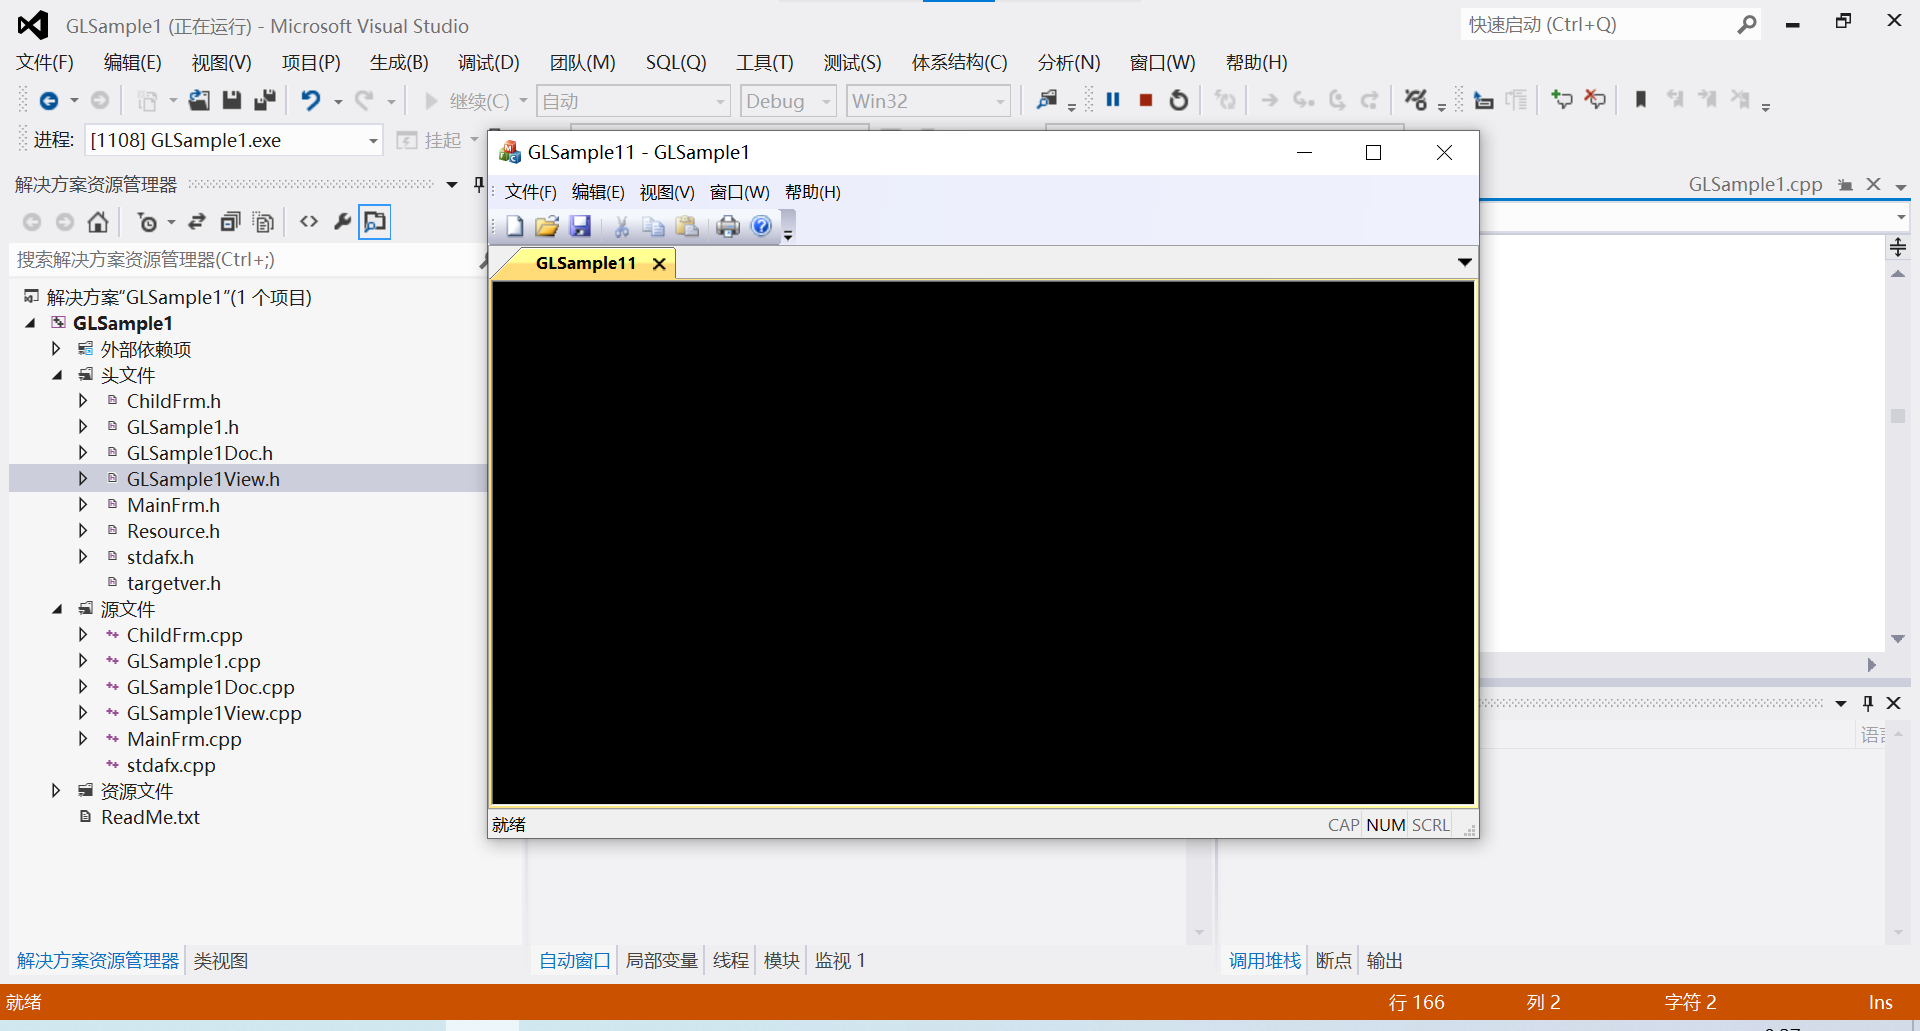 GLSample1 (正在运行) - Microsoft Visual Studio
快速启动 (Ctrl+Q)
文件(F) 编辑(E) 视图(V) 项目(P) 生成(B) 调试(D) 团队(M) SQL(Q) 工具(T) 测试(S) 体系结构(C) 分析(N) 窗口(W) 帮助(H)
继续(C) 自动 Debug Win32
进程: [1108] GLSample1.exe 挂起
解决方案资源管理器
搜索解决方案资源管理器(Ctrl+;)
解决方案“GLSample1”(1 个项目)
GLSample1
外部依赖项
头文件
ChildFrm.h
GLSample1.h
GLSample1Doc.h
GLSample1View.h
MainFrm.h
Resource.h
stdafx.h
targetver.h
源文件
ChildFrm.cpp
GLSample1.cpp
GLSample1Doc.cpp
GLSample1View.cpp
MainFrm.cpp
stdafx.cpp
资源文件
ReadMe.txt
解决方案资源管理器 类视图
GLSample11 - GLSample1
文件(F) 编辑(E) 视图(V) 窗口(W) 帮助(H)
GLSample11
就绪 CAP NUM SCRL
GLSample1.cpp
自动窗口 局部变量 线程 模块 监视 1
调用堆栈 断点 输出
就绪 行 166 列 2 字符 2 Ins